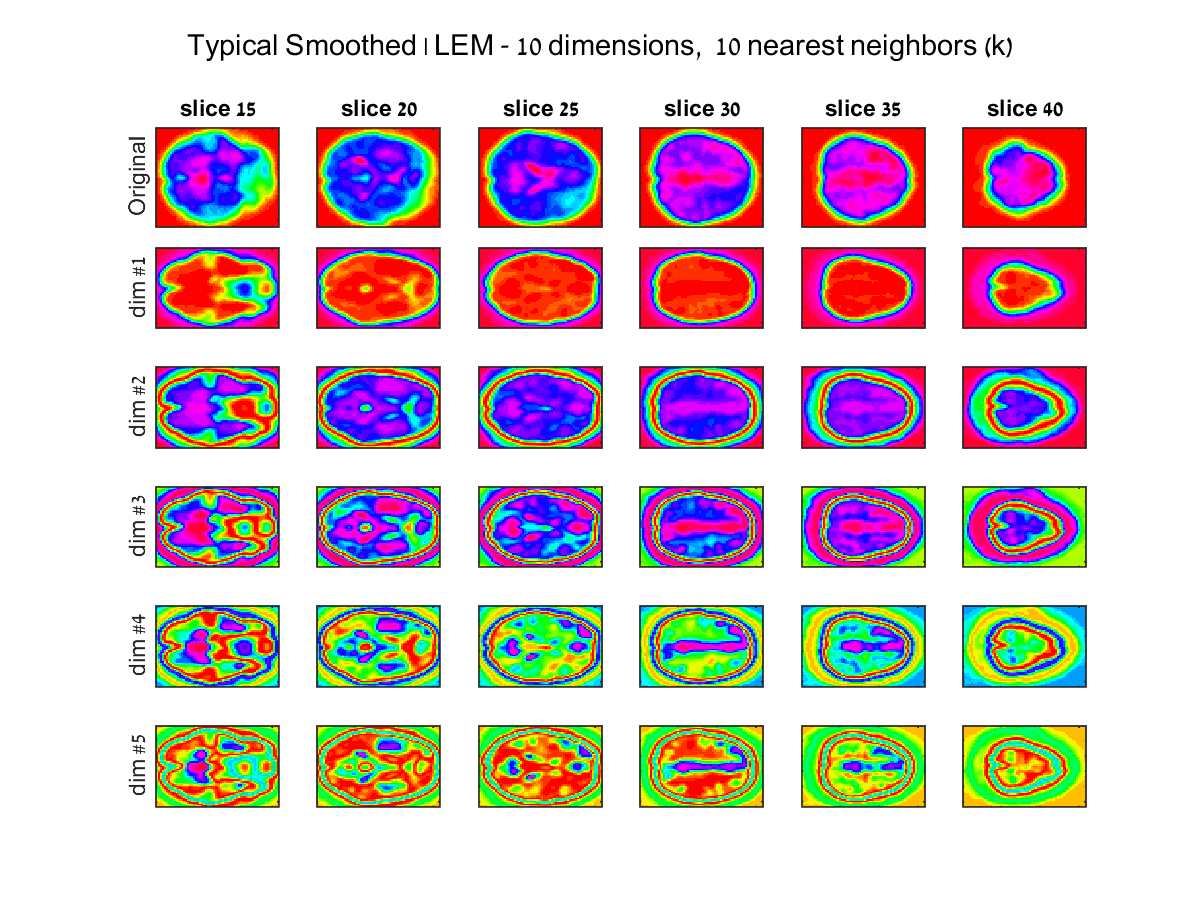 Typical Smoothed | LEM - 10 dimensions, 10 nearest neighbors (k)
slice 15 slice 20 slice 25 slice 30 slice 35 slice 40
Original
dim #1
dim #2
dim #3
dim #4
dim #5